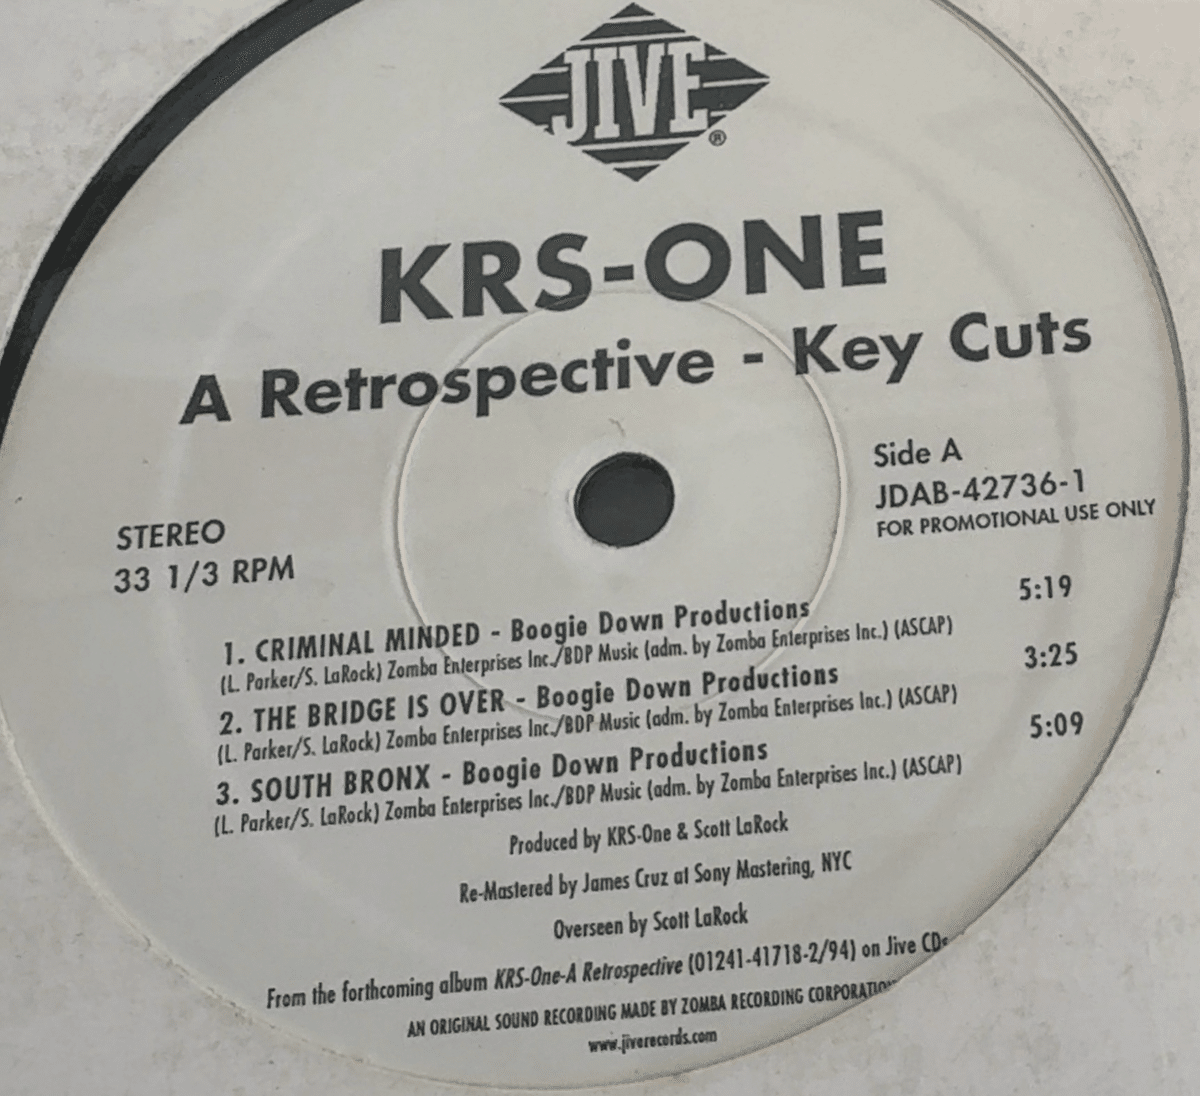 JIVE®
KRS-ONE
A Retrospective - Key Cuts
Side A
JDAB-42736-1
FOR PROMOTIONAL USE ONLY
STEREO
33 1/3 RPM
1. CRIMINAL MINDED - Boogie Down Productions 5:19
(L. Parker/S. LaRock) Zomba Enterprises Inc./BDP Music (adm. by Zomba Enterprises Inc.) (ASCAP)
2. THE BRIDGE IS OVER - Boogie Down Productions 3:25
(L. Parker/S. LaRock) Zomba Enterprises Inc./BDP Music (adm. by Zomba Enterprises Inc.) (ASCAP)
3. SOUTH BRONX - Boogie Down Productions 5:09
(L. Parker/S. LaRock) Zomba Enterprises Inc./BDP Music (adm. by Zomba Enterprises Inc.) (ASCAP)
Produced by KRS-One & Scott LaRock
Re-Mastered by James Cruz at Sony Mastering, NYC
Overseen by Scott LaRock
From the forthcoming album KRS-One-A Retrospective (01241-41718-2/94) on Jive CDs
AN ORIGINAL SOUND RECORDING MADE BY ZOMBA RECORDING CORPORATION
www.jiverecords.com